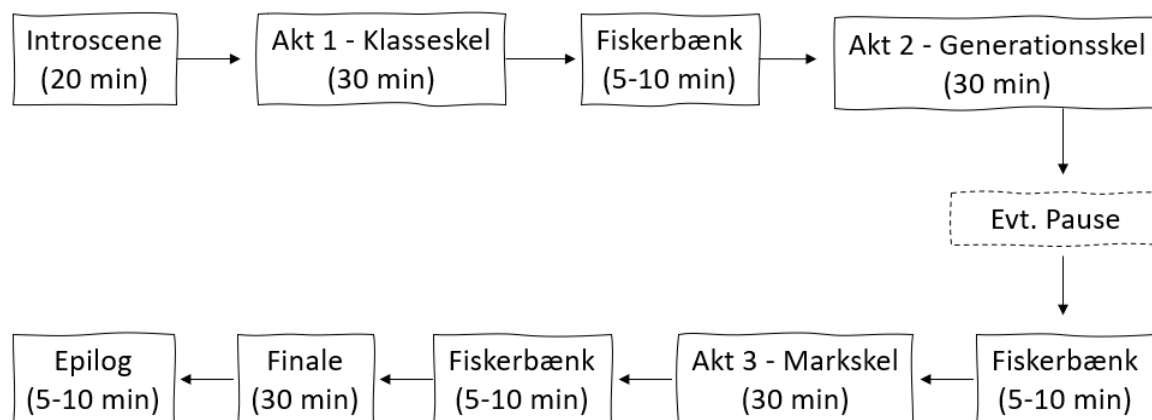 Introscene
(20 min)
Akt 1 - Klasseskel
(30 min)
Fiskerbænk
(5-10 min)
Akt 2 - Generationsskel
(30 min)
Evt. Pause
Fiskerbænk
(5-10 min)
Akt 3 - Markskel
(30 min)
Fiskerbænk
(5-10 min)
Finale
(30 min)
Epilog
(5-10 min)